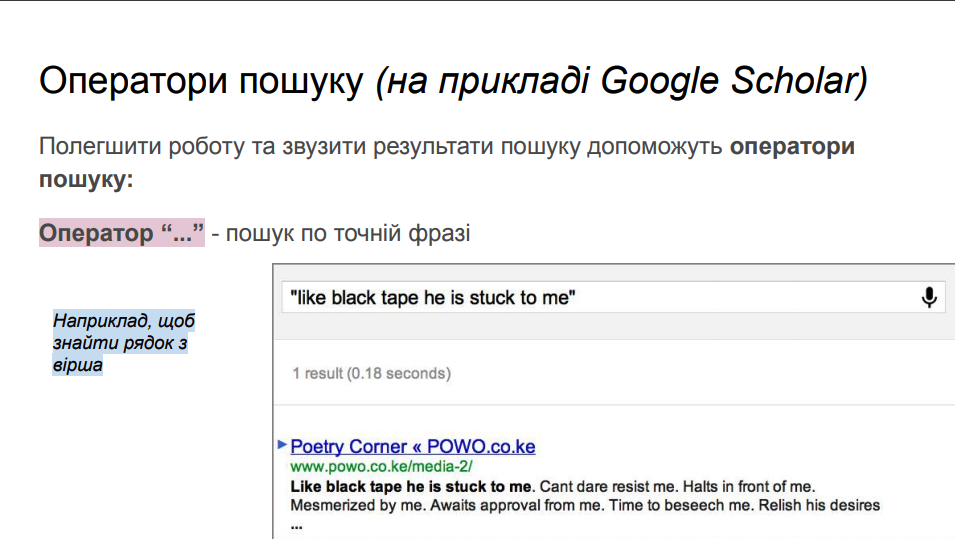 Оператори пошуку (на прикладі Google Scholar)
Полегшити роботу та звузити результати пошуку допоможуть оператори
пошуку:
Оператор “...” - пошук по точній фразі
Наприклад, щоб
знайти рядок з
вірша
"like black tape he is stuck to me"
1 result (0.18 seconds)
Poetry Corner « POWO.co.ke
www.powo.co.ke/media-2/
Like black tape he is stuck to me. Cant dare resist me. Halts in front of me.
Mesmerized by me. Awaits approval from me. Time to beseech me. Relish his desires
...